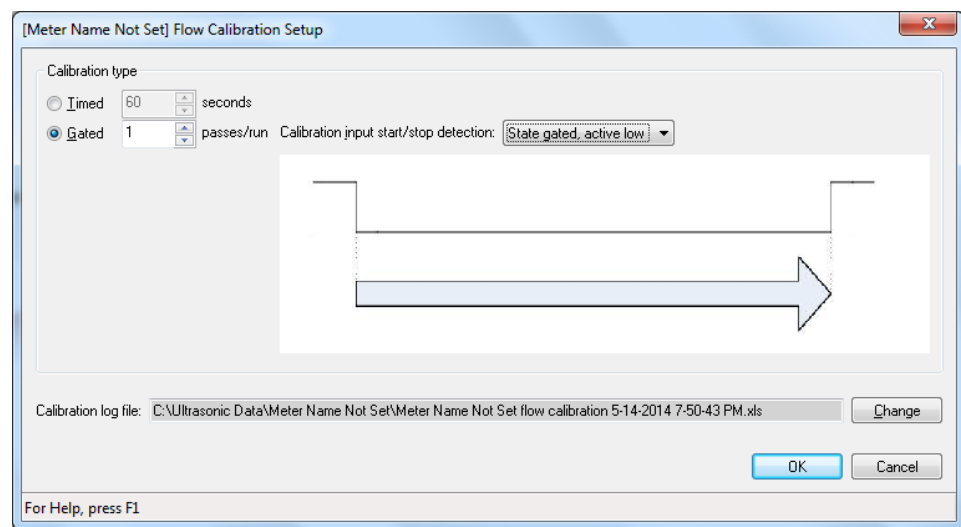 [Meter Name Not Set] Flow Calibration Setup
Calibration type
Timed 60 seconds
Gated 1 passes/run Calibration input start/stop detection: State gated, active low
Calibration log file: C:\Ultrasonic Data\Meter Name Not Set\Meter Name Not Set flow calibration 5-14-2014 7-50-43 PM.xls Change
OK Cancel
For Help, press F1